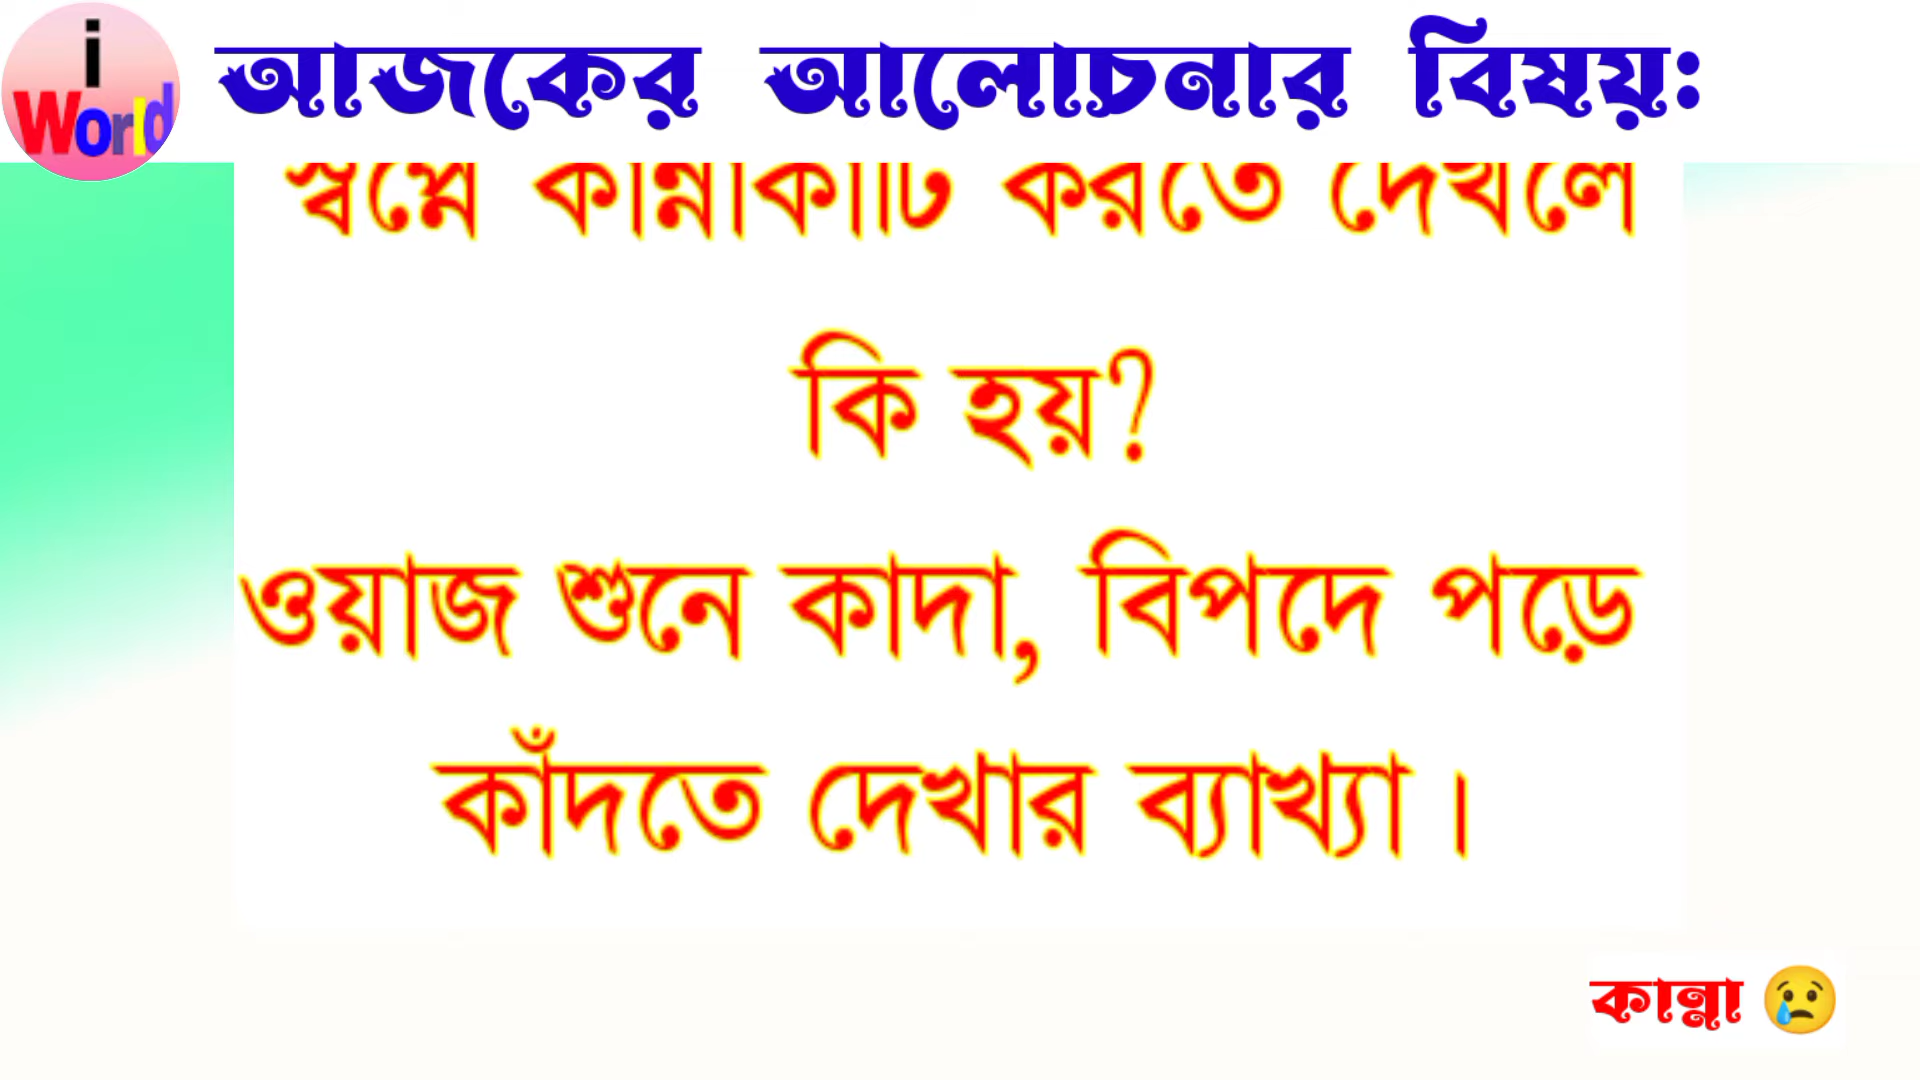 i
World
আজকের আলোচনার বিষয়ঃ
স্বপ্নে কান্নাকাটি করতে দেখলে
কি হয়?
ওয়াজ শুনে কাদা, বিপদে পড়ে
কাঁদতে দেখার ব্যাখ্যা।
কান্না 😢